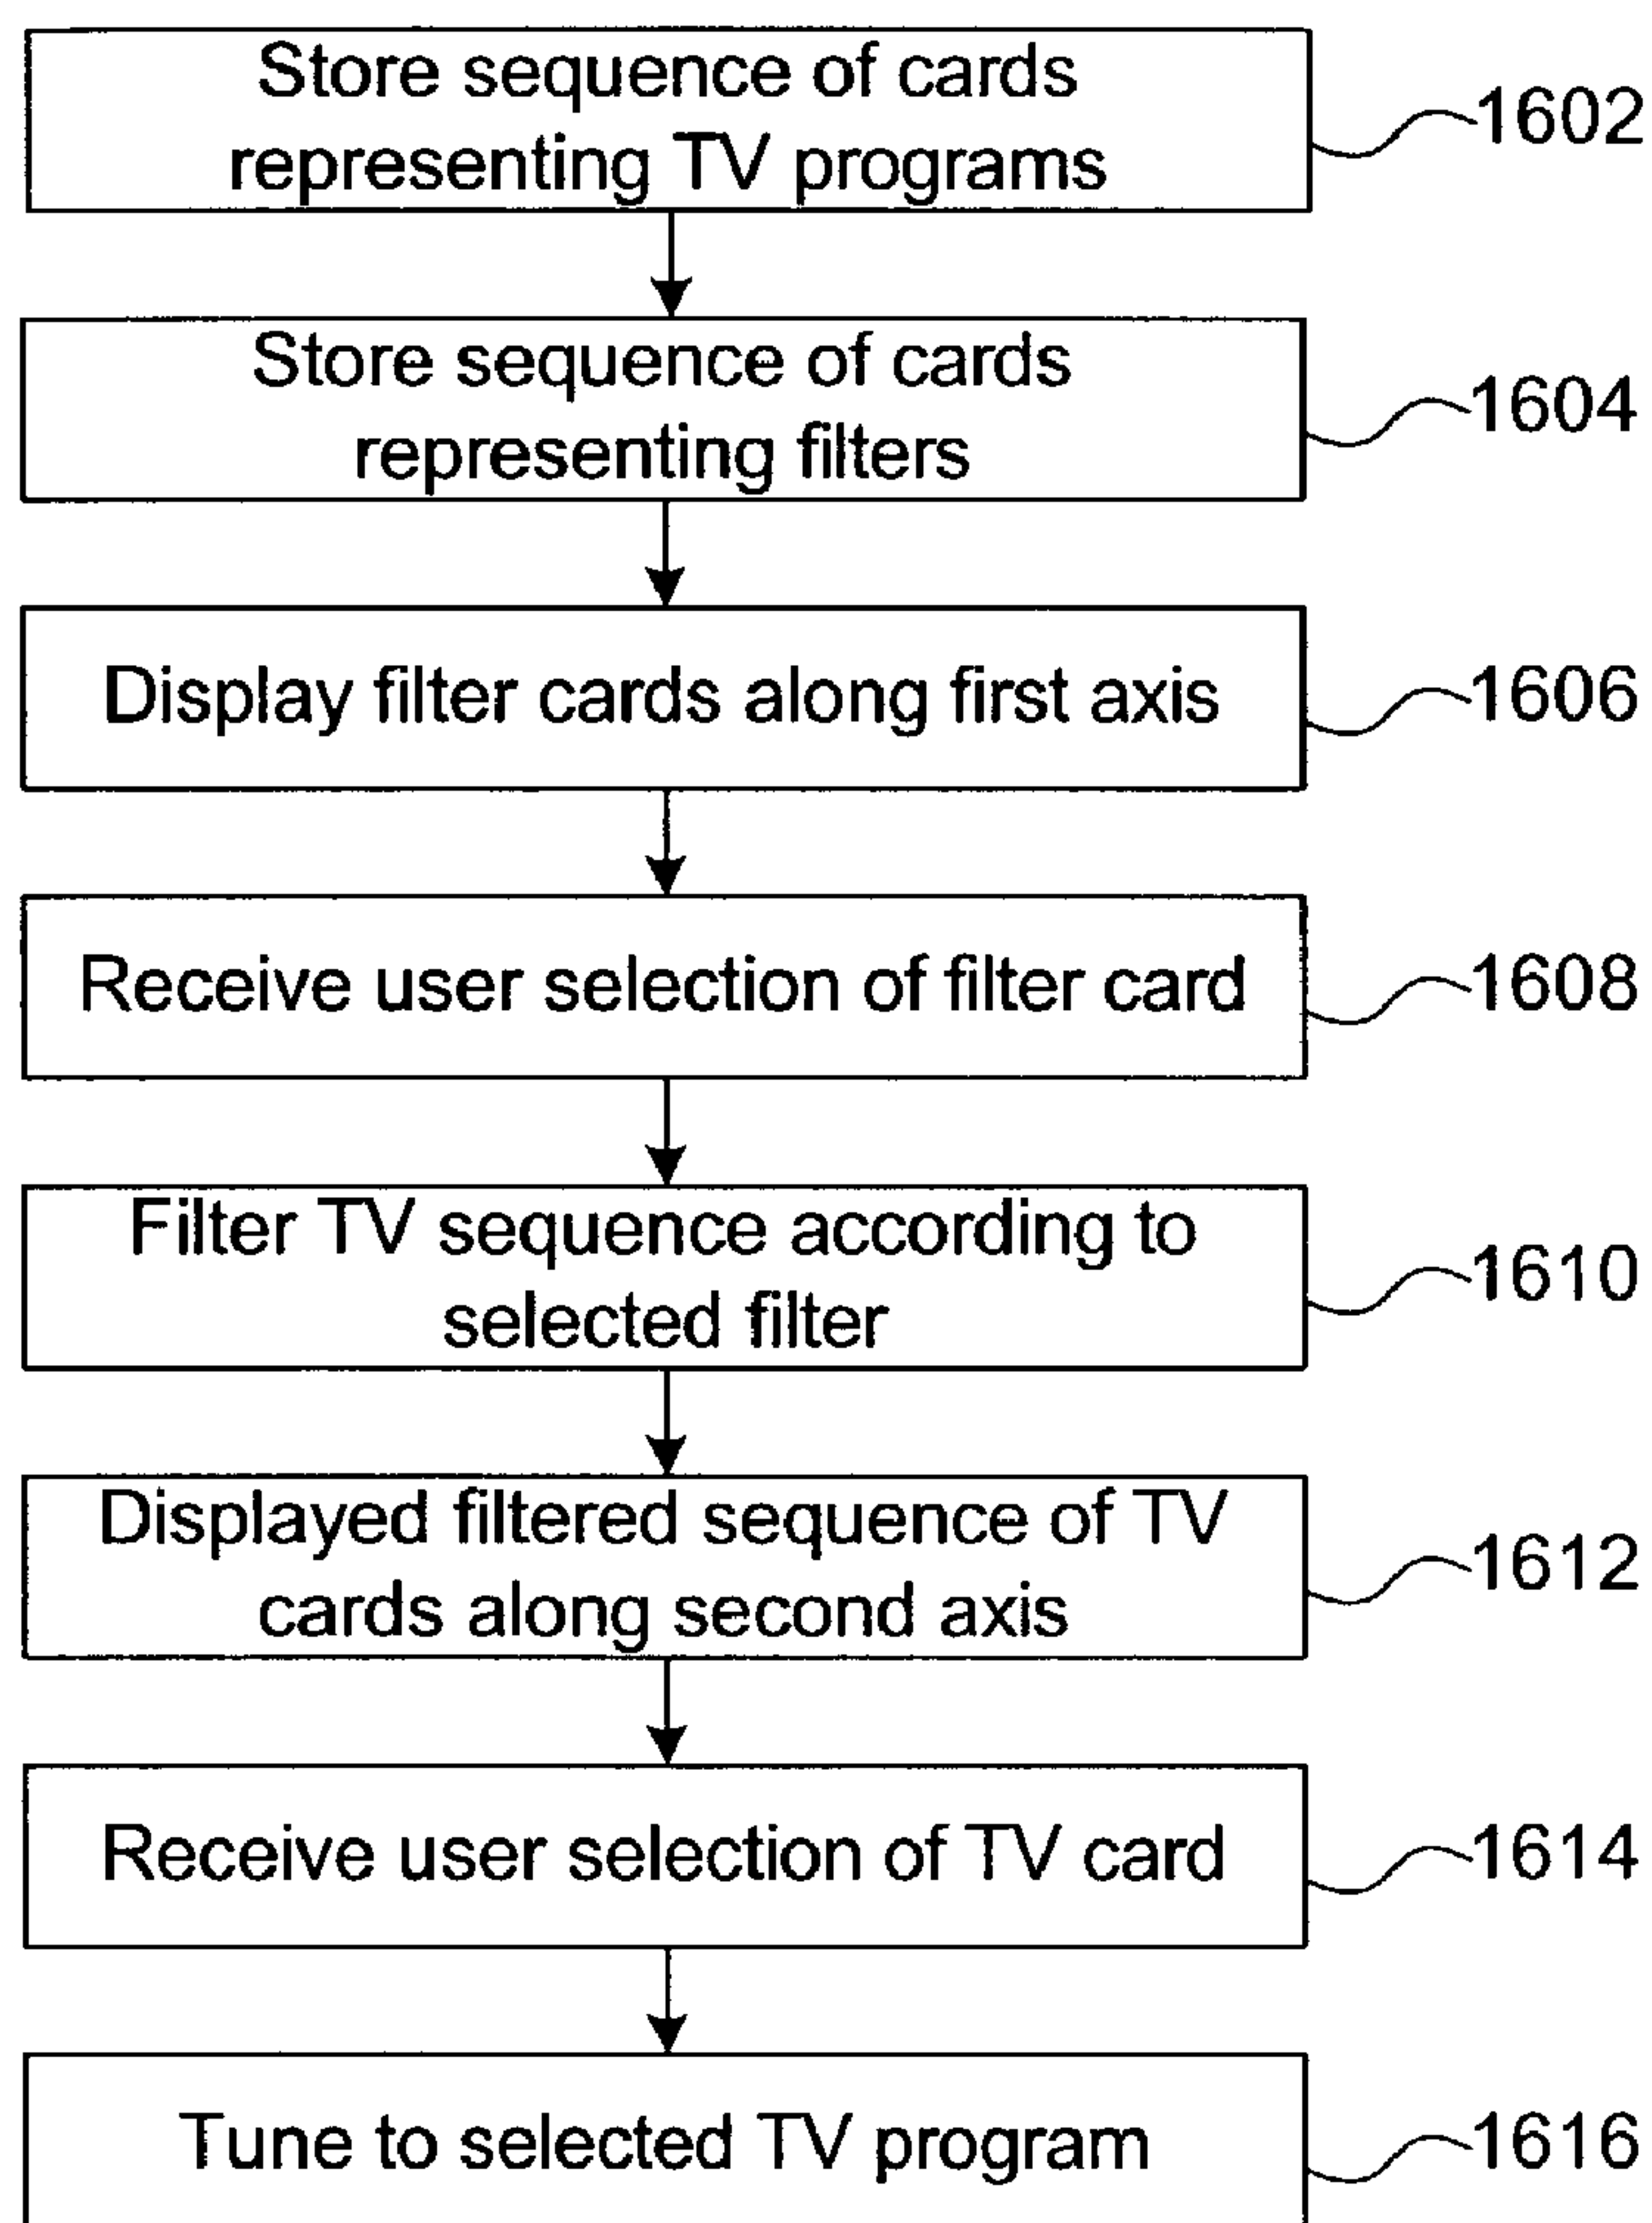 Store sequence of cards
representing TV programs
1602
Store sequence of cards
representing filters
1604
Display filter cards along first axis
1606
Receive user selection of filter card
1608
Filter TV sequence according to
selected filter
1610
Displayed filtered sequence of TV
cards along second axis
1612
Receive user selection of TV card
1614
Tune to selected TV program
1616